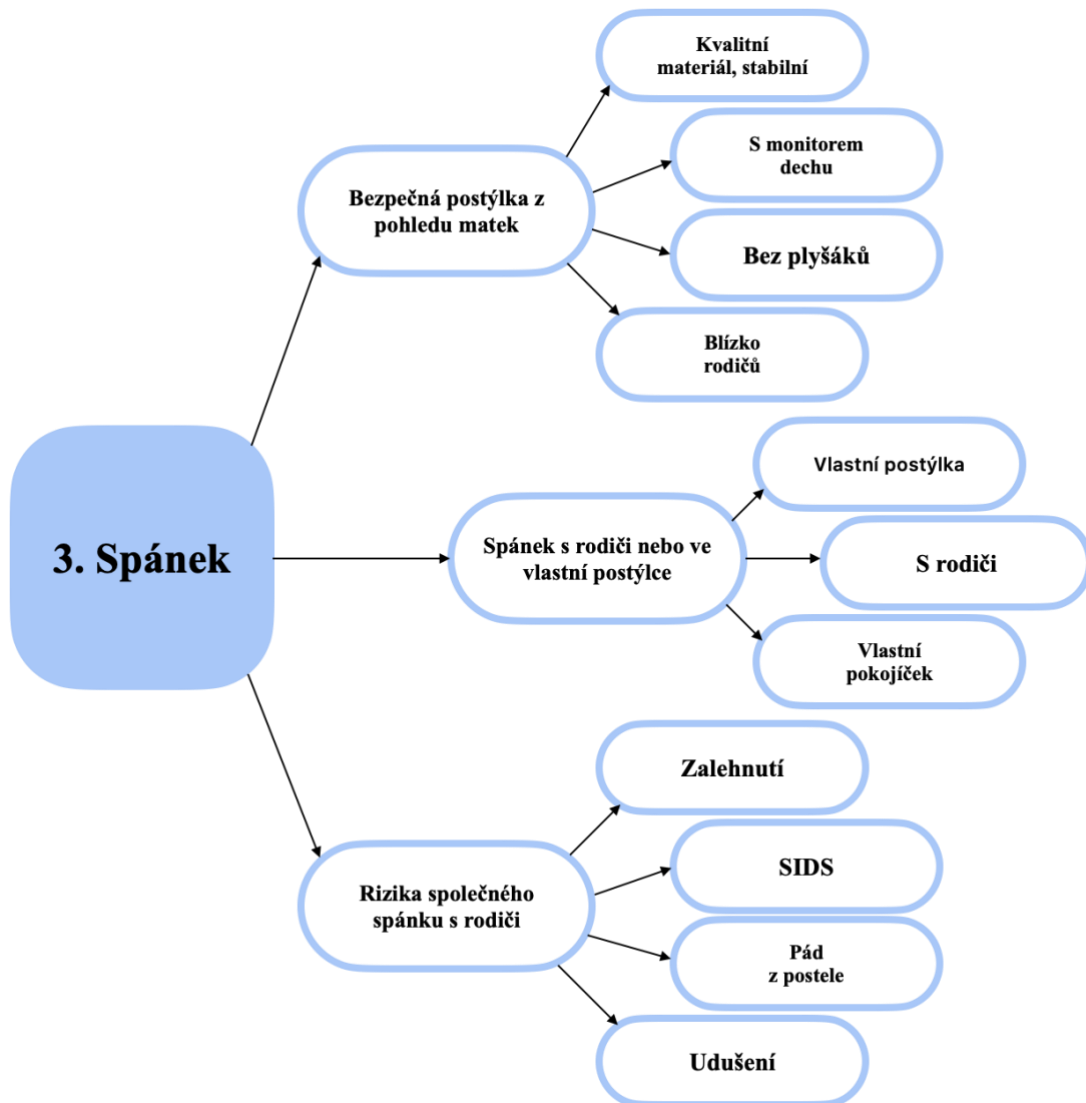 Kvalitní
materiál, stabilní
S monitorem
dechu
Bezpečná postýlka z
pohledu matek
Bez plyšáků
Blízko
rodičů
3. Spánek
Vlastní postýlka
Spánek s rodiči nebo ve
vlastní postýlce
S rodiči
Vlastní
pokojíček
Zalehnutí
SIDS
Rizika společného
spánku s rodiči
Pád
z postele
Udušení